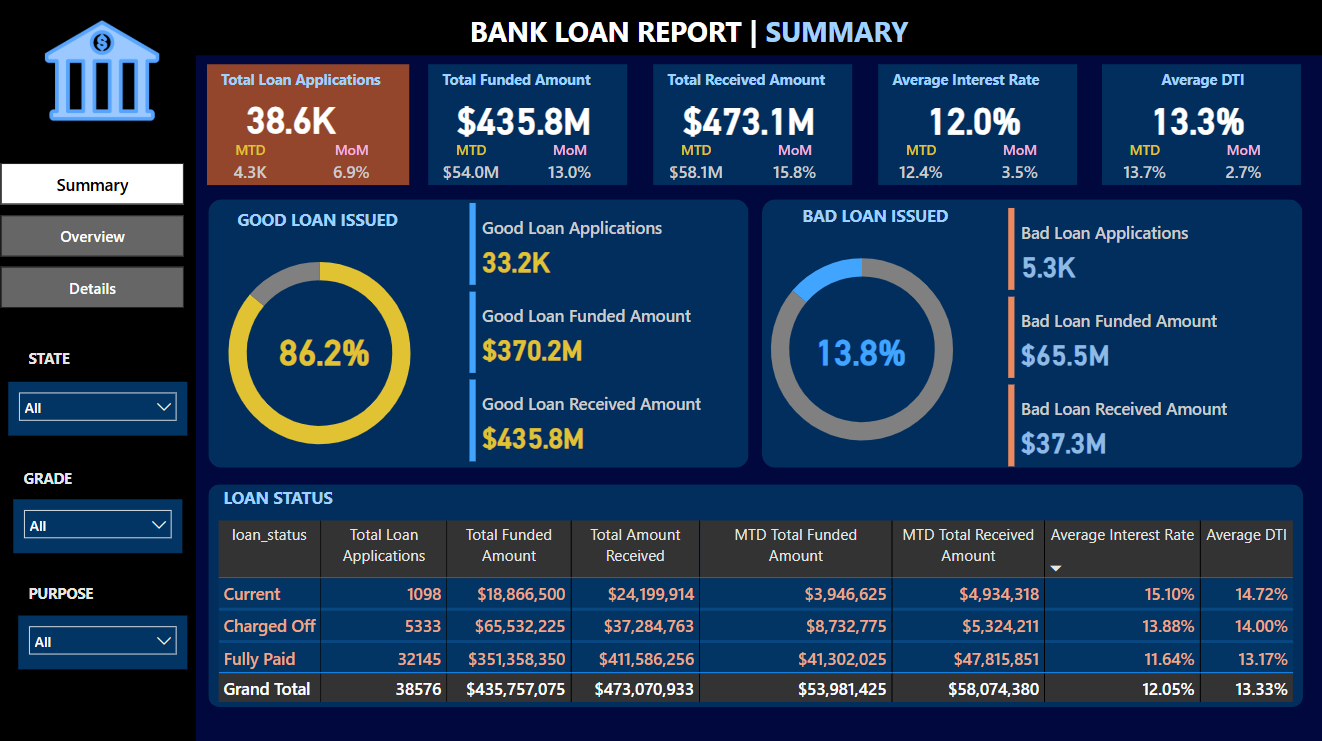 BANK LOAN REPORT | SUMMARY
$
Total Loan Applications
38.6K
MTD MoM
4.3K 6.9%
Total Funded Amount
$435.8M
MTD MoM
$54.0M 13.0%
Total Received Amount
$473.1M
MTD MoM
$58.1M 15.8%
Average Interest Rate
12.0%
MTD MoM
12.4% 3.5%
Average DTI
13.3%
MTD MoM
13.7% 2.7%
Summary
Overview
Details
STATE
All
GRADE
All
PURPOSE
All
GOOD LOAN ISSUED
86.2%
Good Loan Applications
33.2K
Good Loan Funded Amount
$370.2M
Good Loan Received Amount
$435.8M
BAD LOAN ISSUED
13.8%
Bad Loan Applications
5.3K
Bad Loan Funded Amount
$65.5M
Bad Loan Received Amount
$37.3M
LOAN STATUS
loan_status Total Loan Applications Total Funded Amount Total Amount Received MTD Total Funded Amount MTD Total Received Amount Average Interest Rate Average DTI
Current 1098 $18,866,500 $24,199,914 $3,946,625 $4,934,318 15.10% 14.72%
Charged Off 5333 $65,532,225 $37,284,763 $8,732,775 $5,324,211 13.88% 14.00%
Fully Paid 32145 $351,358,350 $411,586,256 $41,302,025 $47,815,851 11.64% 13.17%
Grand Total 38576 $435,757,075 $473,070,933 $53,981,425 $58,074,380 12.05% 13.33%